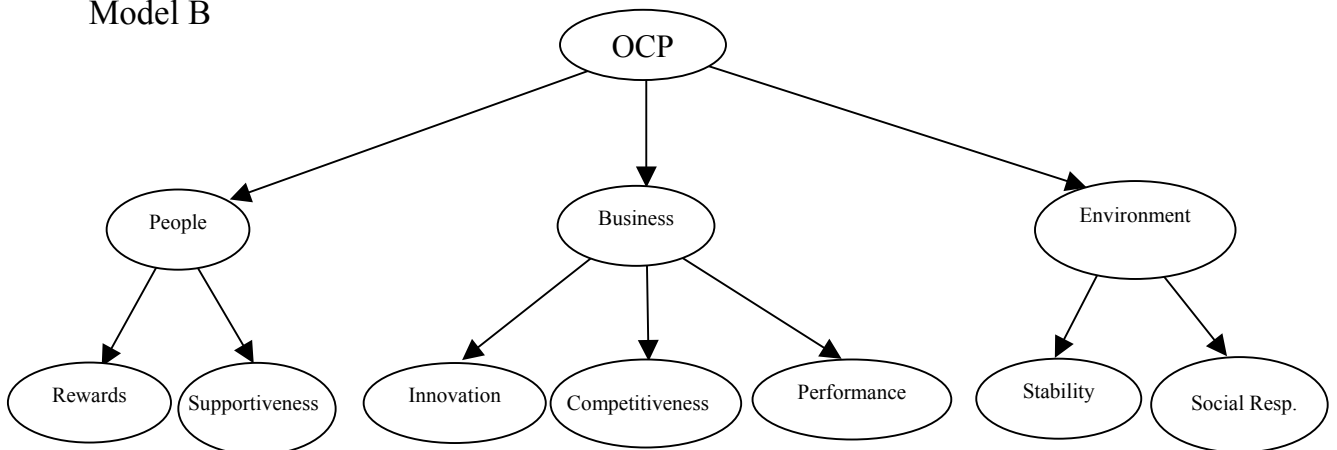 Model B
OCP
People
Business
Environment
Rewards
Supportiveness
Innovation
Competitiveness
Performance
Stability
Social Resp.